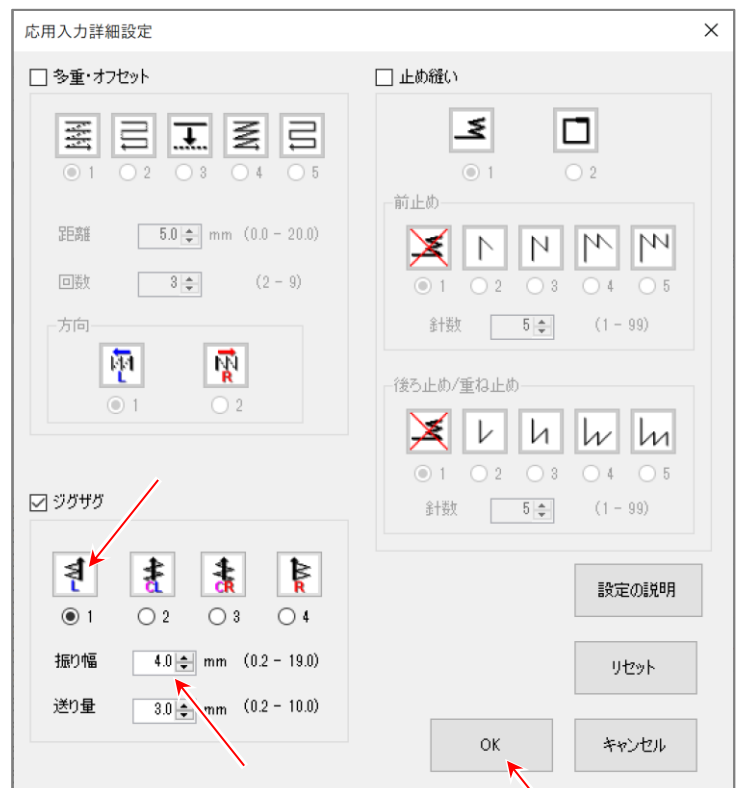 応用入力詳細設定
多重・オフセット
1 2 3 4 5
距離 5.0 mm (0.0 - 20.0)
回数 3 (2 - 9)
方向
L R
1 2
ジグザグ
L CL CR R
1 2 3 4
振り幅 4.0 mm (0.2 - 19.0)
送り量 3.0 mm (0.2 - 10.0)
止め縫い
1 2
前止め
1 2 3 4 5
針数 5 (1 - 99)
後ろ止め/重ね止め
1 2 3 4 5
針数 5 (1 - 99)
設定の説明
リセット
OK キャンセル